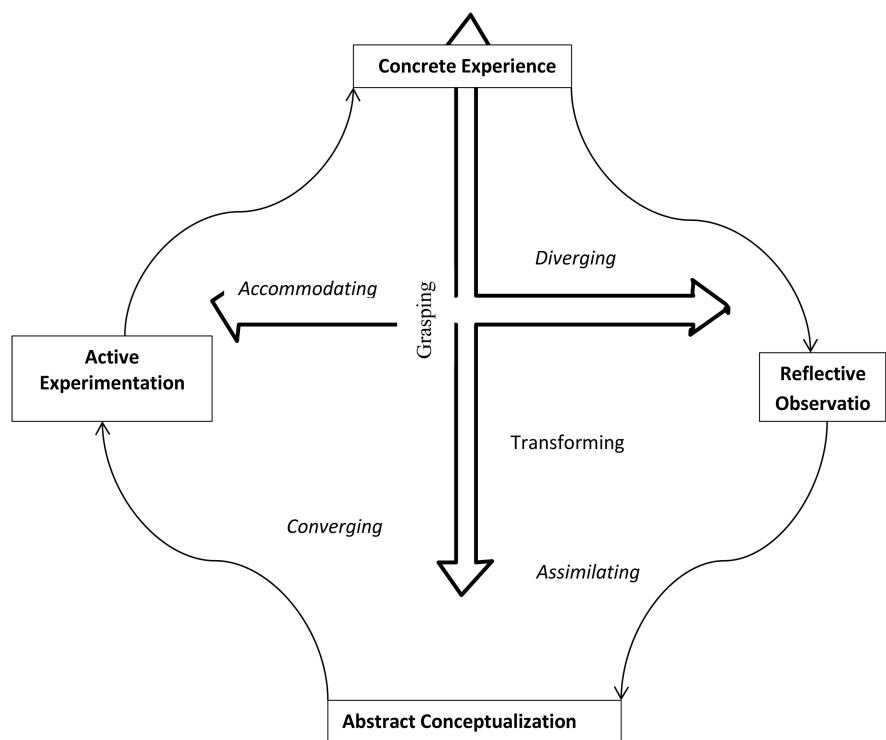 Concrete Experience
Diverging
Accommodating
Grasping
Active
Experimentation
Reflective
Observatio
Transforming
Converging
Assimilating
Abstract Conceptualization